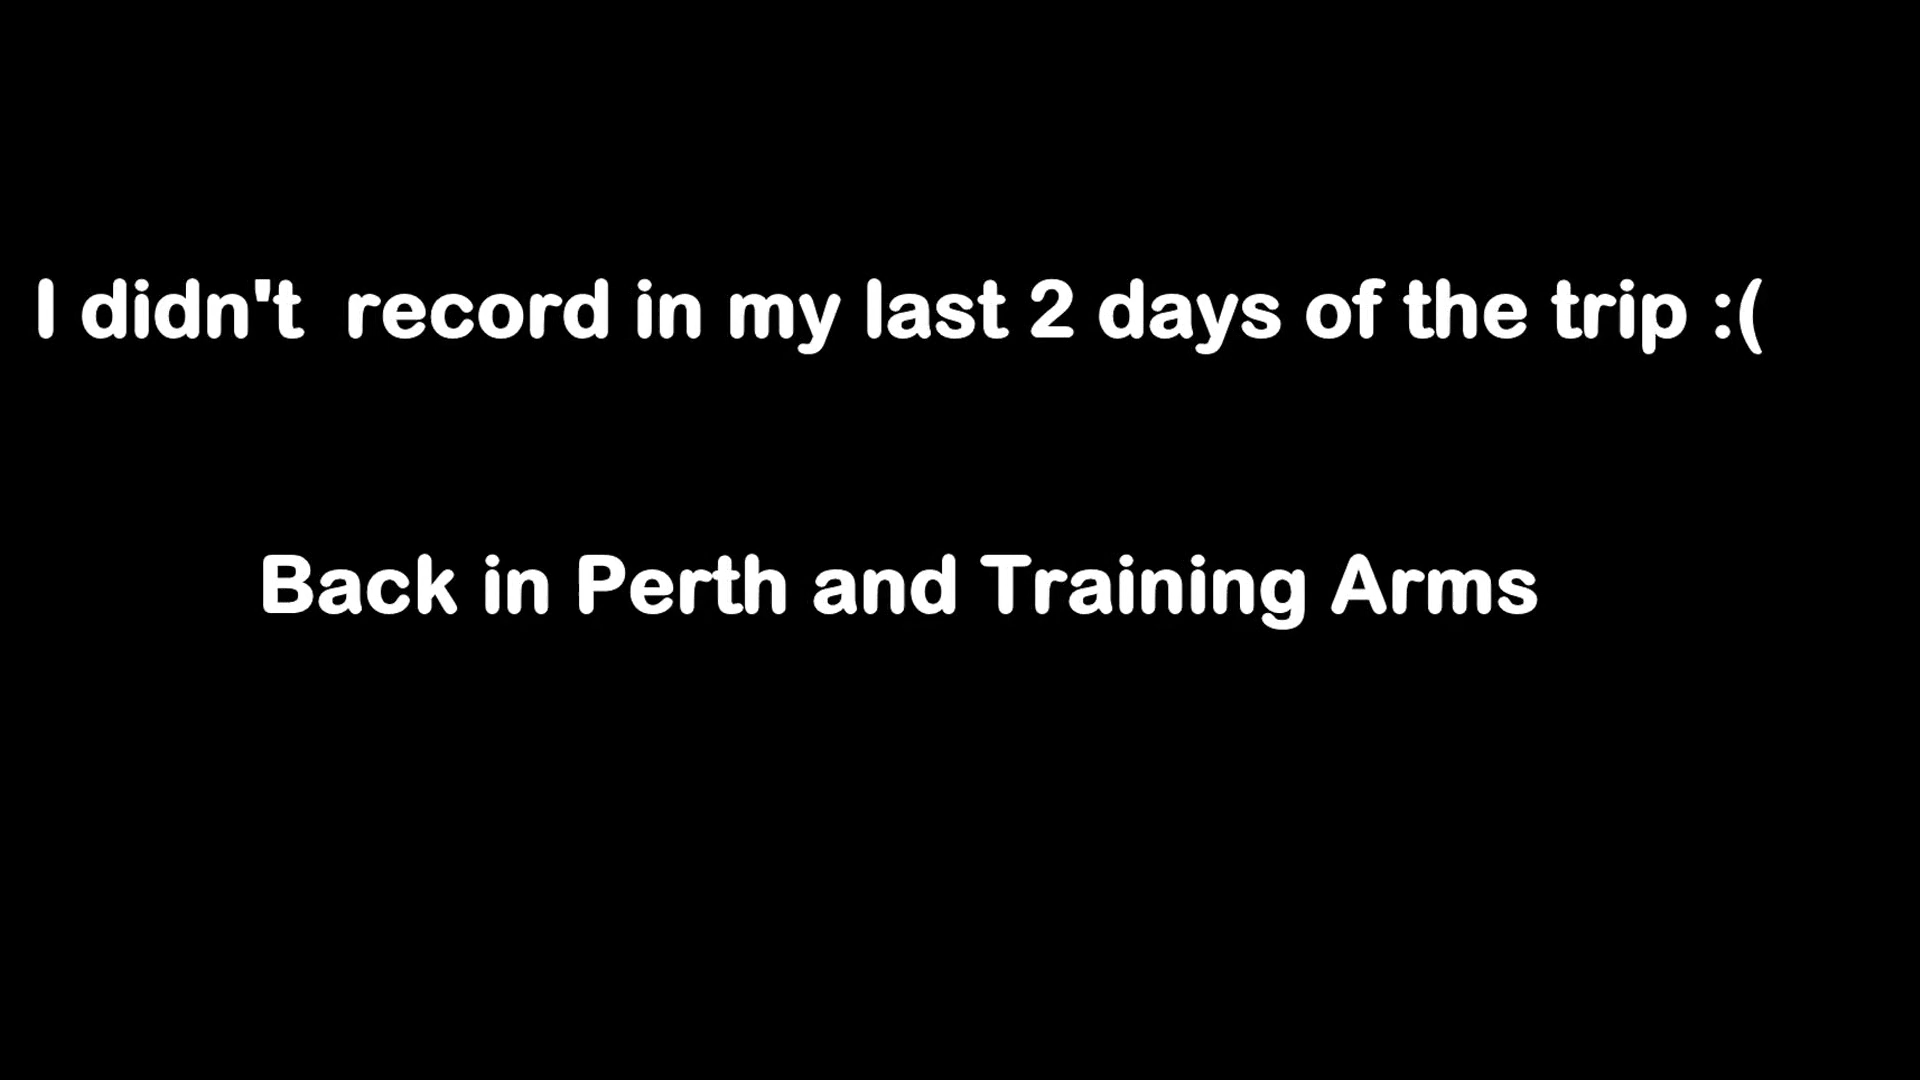 I didn't  record in my last 2 days of the trip :(
Back in Perth and Training Arms